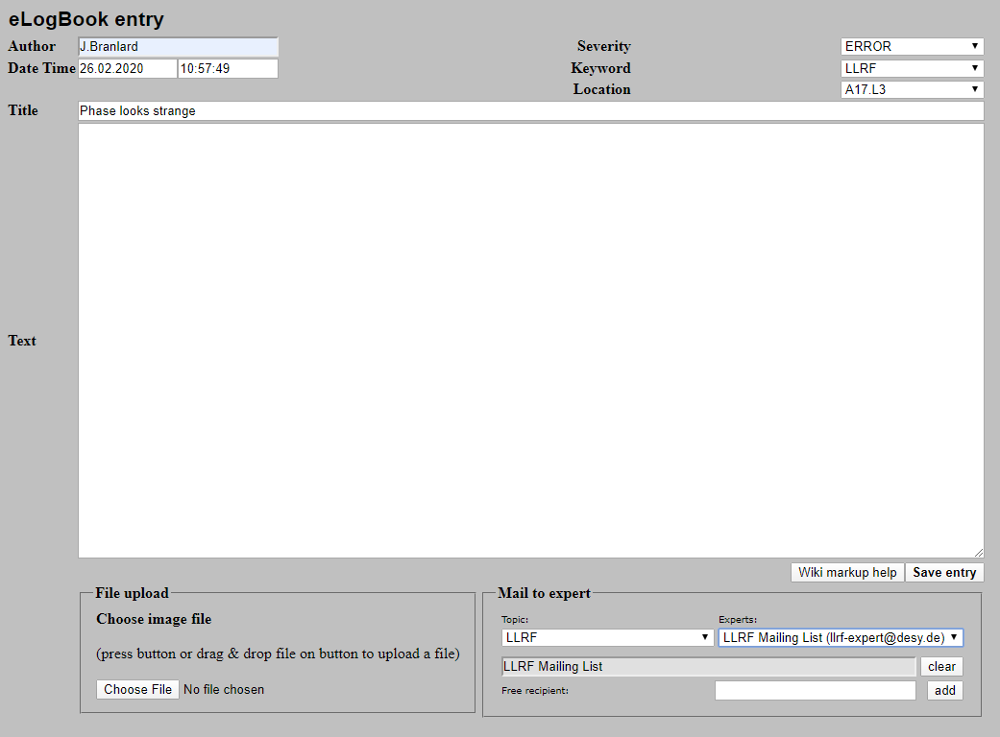 eLogBook entry
Author J.Branlard Severity ERROR
Date Time 26.02.2020 10:57:49 Keyword LLRF
Location A17.L3
Title Phase looks strange
Text
Wiki markup help Save entry
File upload
Choose image file
(press button or drag & drop file on button to upload a file)
Choose File No file chosen
Mail to expert
Topic: Experts:
LLRF LLRF Mailing List (llrf-expert@desy.de)
LLRF Mailing List clear
Free recipient: add